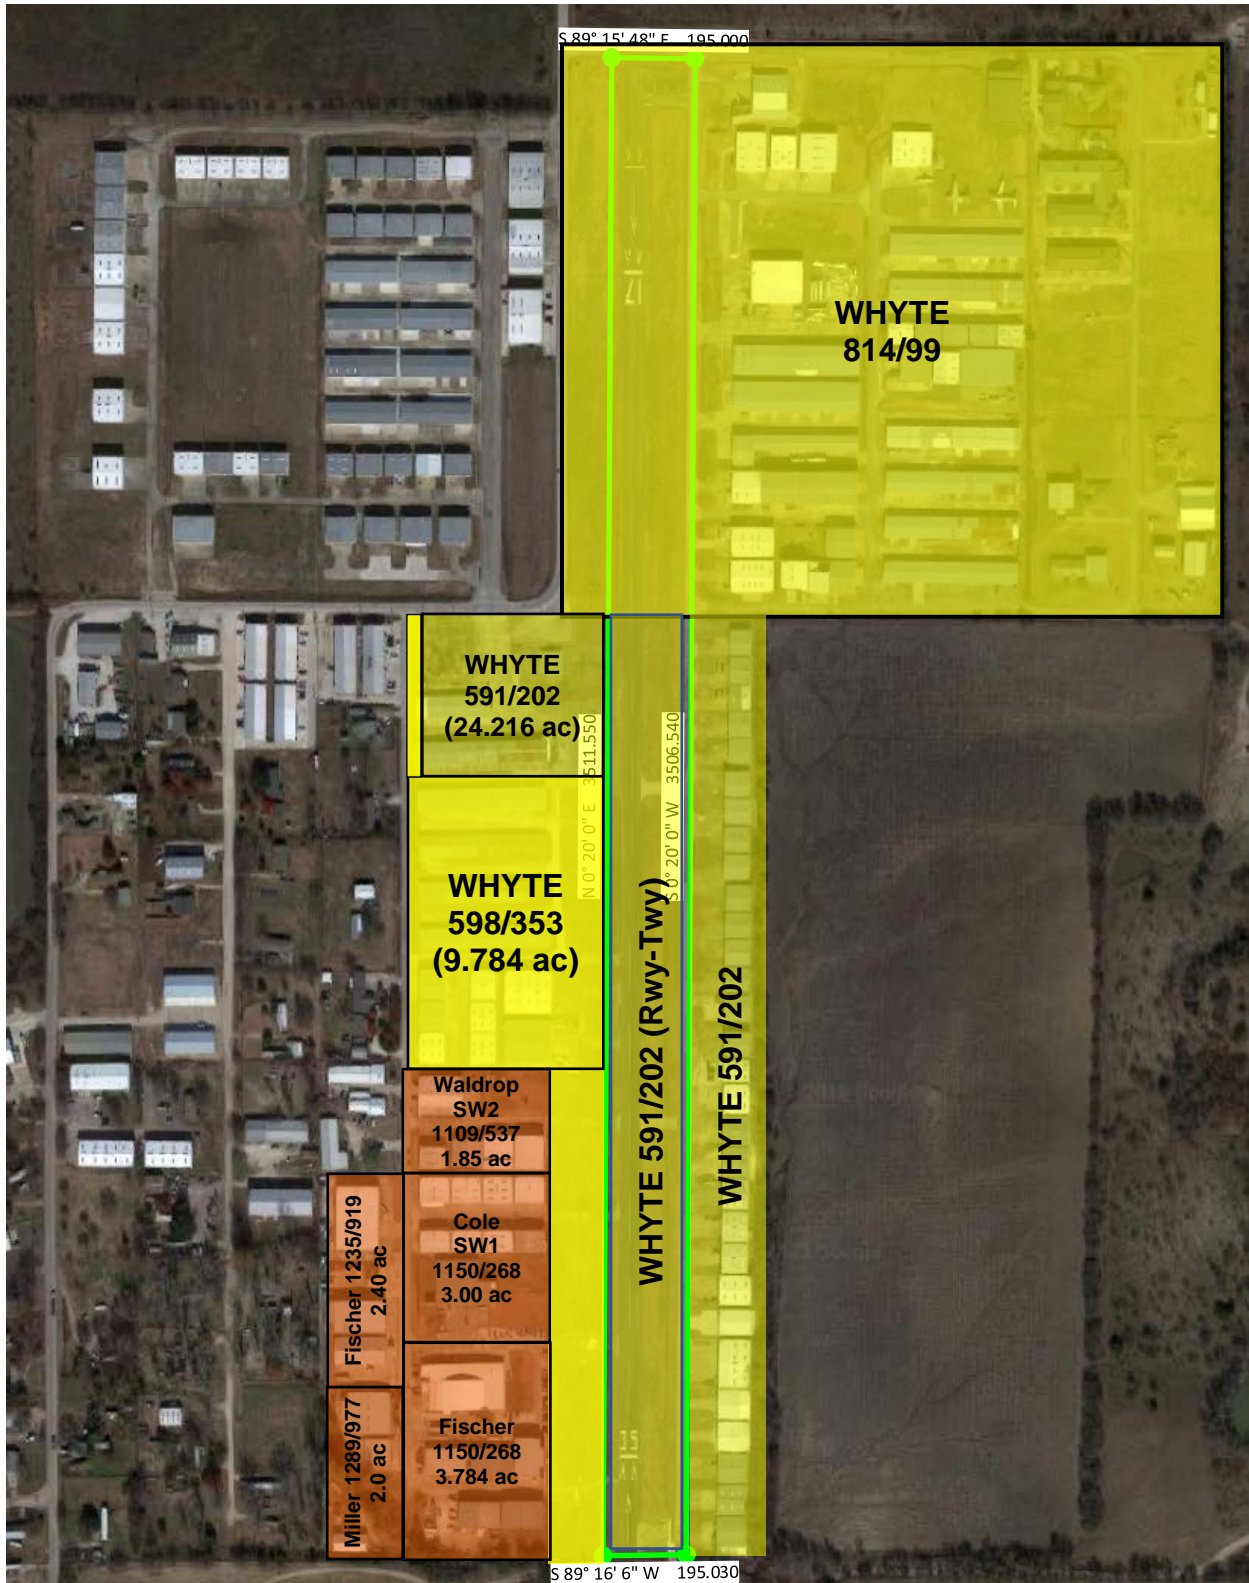 S 89° 15' 48" E 195.000
17
WHYTE
814/99
WHYTE
591/202
(24.216 ac)
N 0° 20' 0" E 3511.550
S 0° 20' 0" W 3506.540
WHYTE
598/353
(9.784 ac)
WHYTE 591/202 (Rwy-Twy)
WHYTE 591/202
Waldrop
SW2
1109/537
1.85 ac
Cole
SW1
1150/268
3.00 ac
Fischer 1235/919
2.40 ac
Fischer
1150/268
3.784 ac
Miller 1289/977
2.0 ac
35
S 89° 16' 6" W 195.030